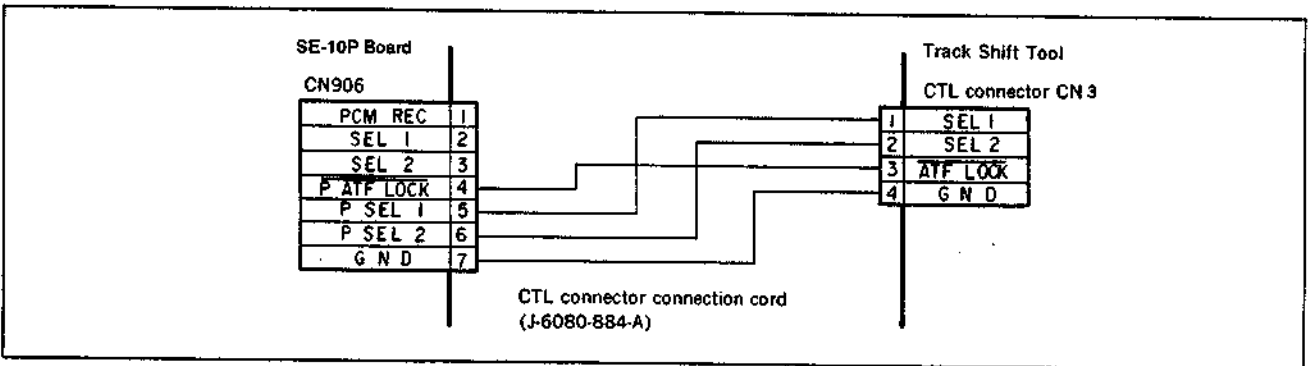 SE-10P Board
CN906
PCM REC 1
SEL 1 2
SEL 2 3
P ATF LOCK 4
P SEL 1 5
P SEL 2 6
G N D 7
Track Shift Tool
CTL connector CN 3
1 SEL 1
2 SEL 2
3 ATF LOCK
4 G N D
CTL connector connection cord
(J-6080-884-A)